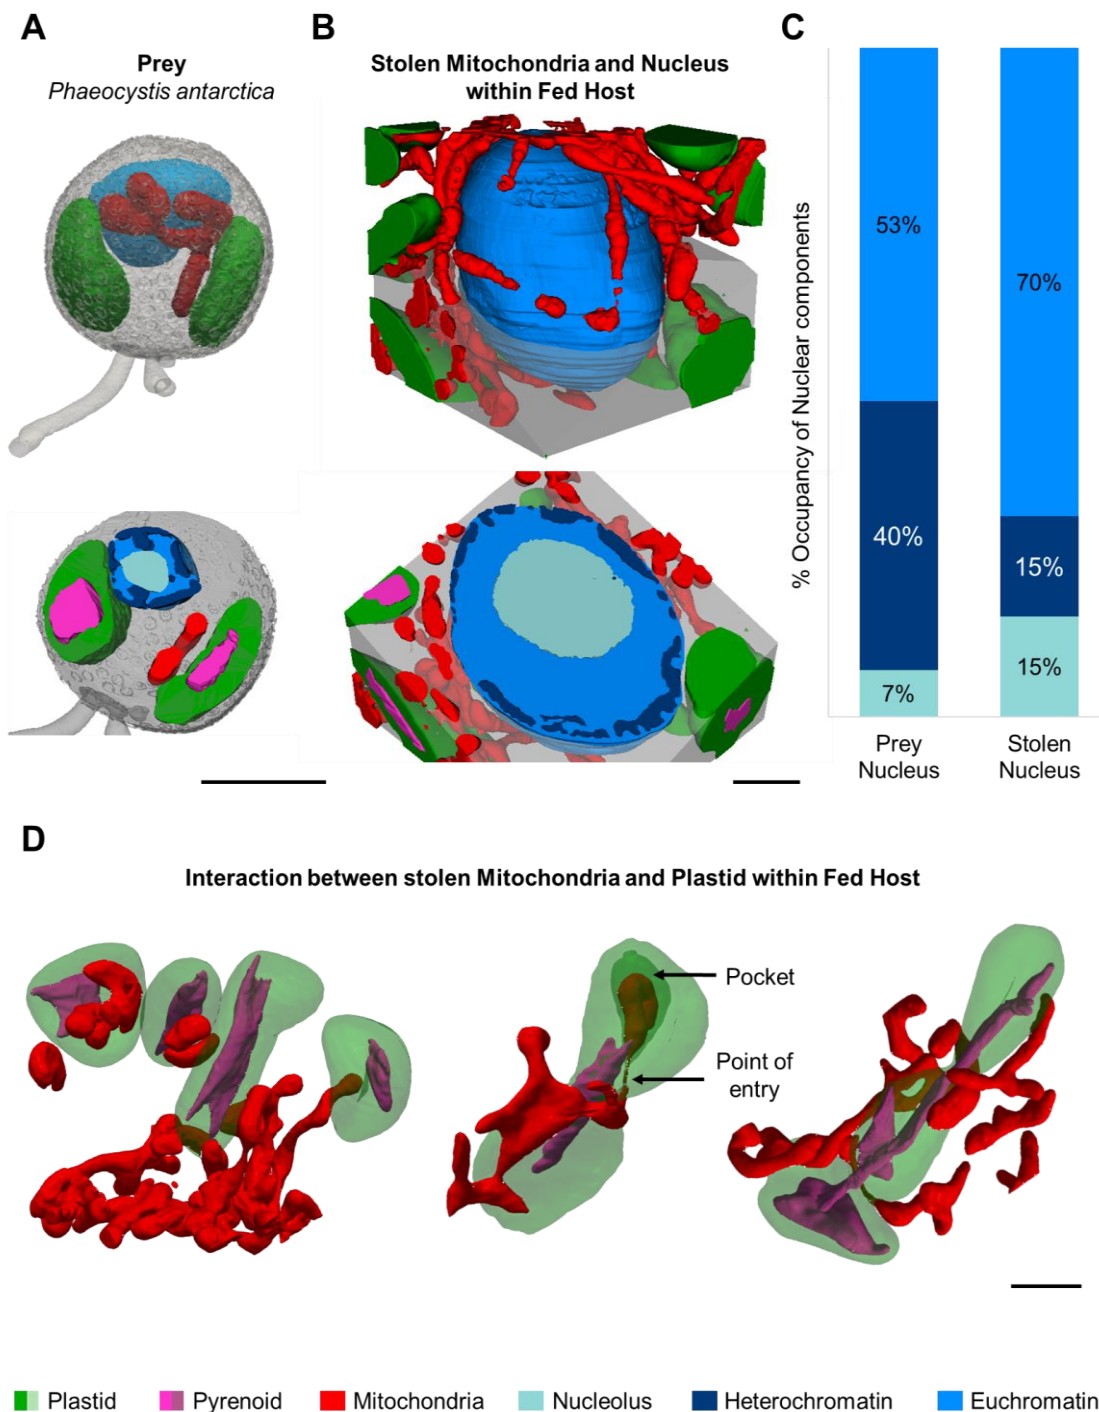 A
Prey
Phaeocystis antarctica
B
Stolen Mitochondria and Nucleus
within Fed Host
C
% Occupancy of Nuclear components
53%
40%
7%
70%
15%
15%
Prey
Nucleus
Stolen
Nucleus
D
Interaction between stolen Mitochondria and Plastid within Fed Host
Pocket
Point of
entry
Plastid
Pyrenoid
Mitochondria
Nucleolus
Heterochromatin
Euchromatin